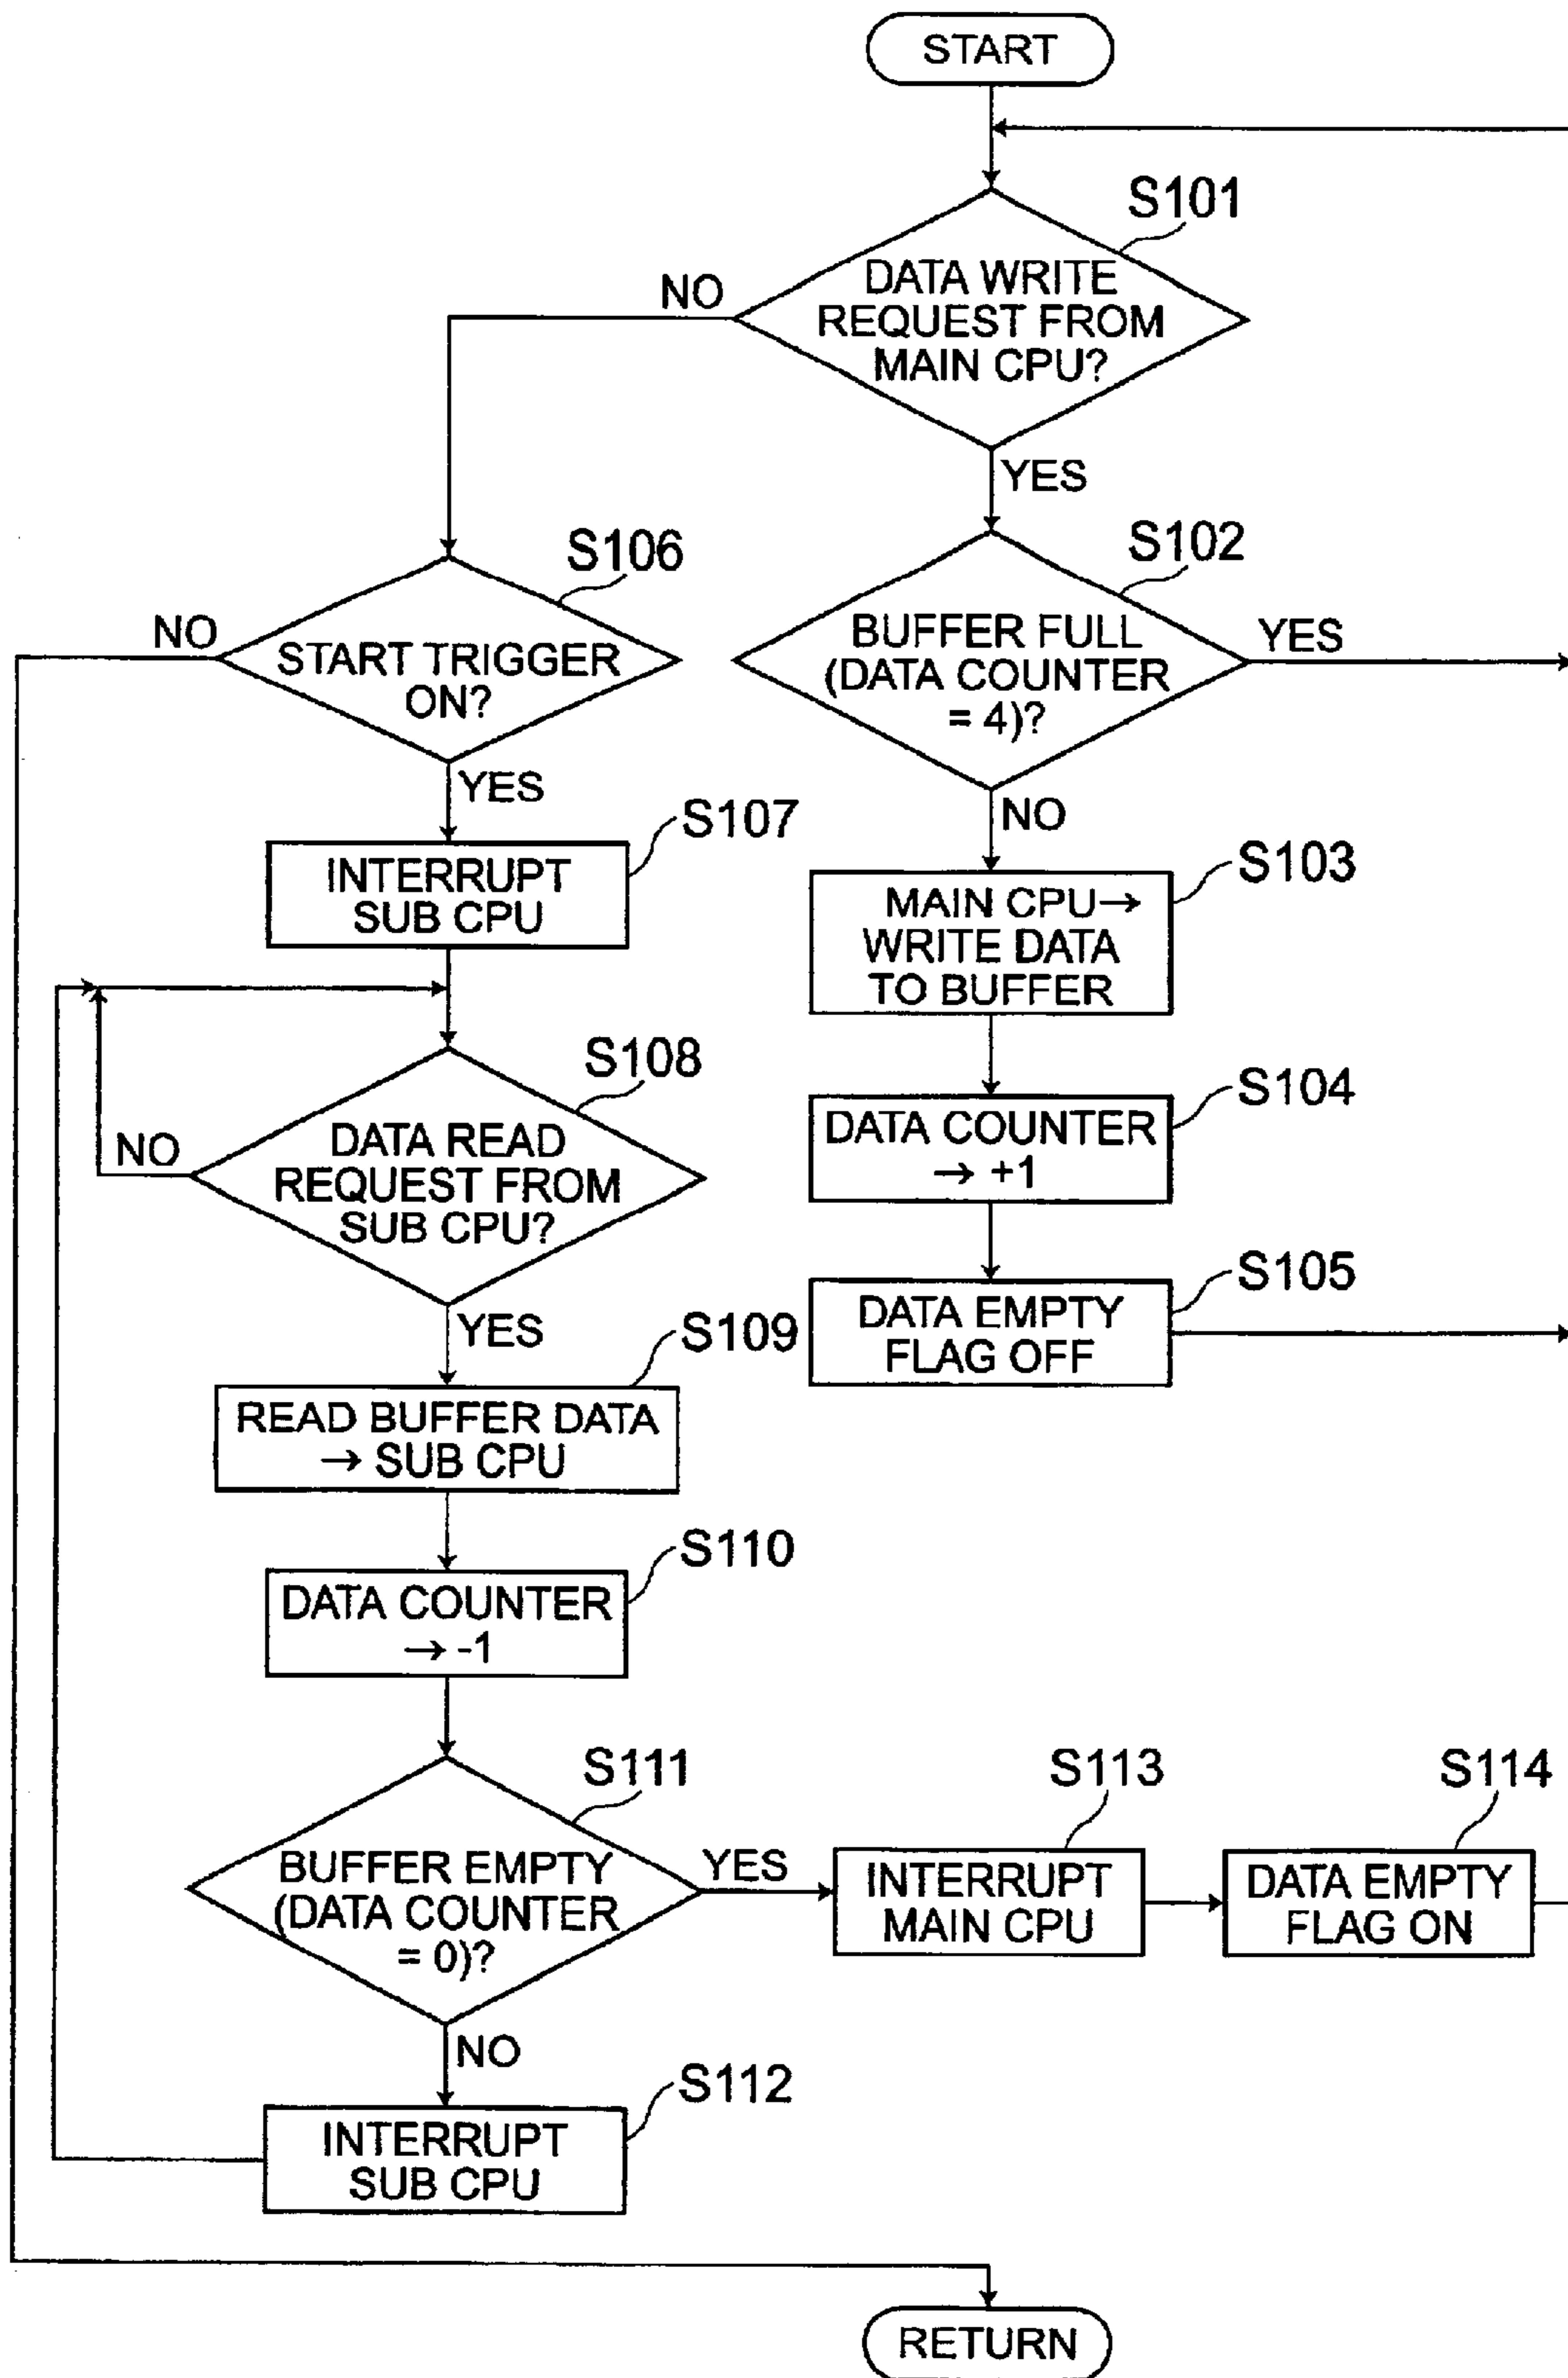 START
S101
DATA WRITE
REQUEST FROM
MAIN CPU?
NO
YES
S102
BUFFER FULL
(DATA COUNTER
= 4)?
YES
NO
S103
MAIN CPU→
WRITE DATA
TO BUFFER
S104
DATA COUNTER
→ +1
S105
DATA EMPTY
FLAG OFF
S106
START TRIGGER
ON?
NO
YES
S107
INTERRUPT
SUB CPU
S108
DATA READ
REQUEST FROM
SUB CPU?
NO
YES
S109
READ BUFFER DATA
→ SUB CPU
S110
DATA COUNTER
→ -1
S111
BUFFER EMPTY
(DATA COUNTER
= 0)?
YES
NO
S112
INTERRUPT
SUB CPU
S113
INTERRUPT
MAIN CPU
S114
DATA EMPTY
FLAG ON
RETURN